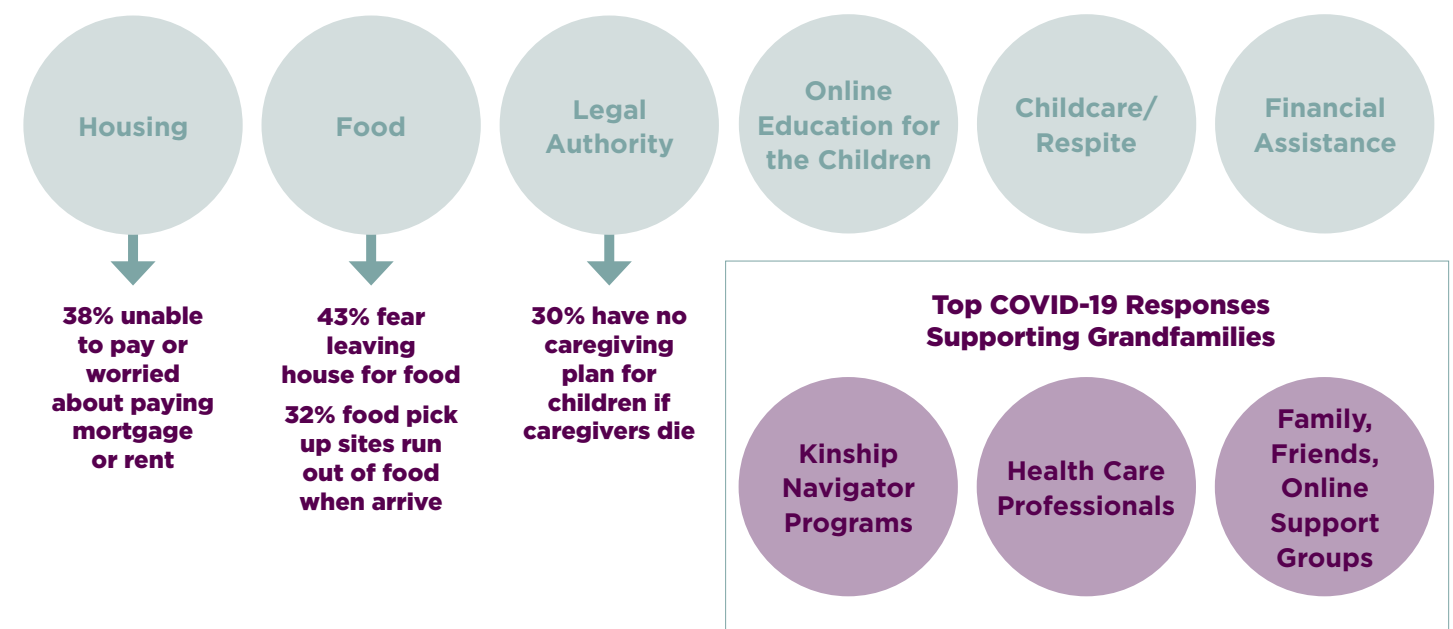 Housing
Food
Legal
Authority
Online
Education for
the Children
Childcare/
Respite
Financial
Assistance
38% unable
to pay or
worried
about paying
mortgage
or rent
43% fear
leaving
house for food
32% food pick
up sites run
out of food
when arrive
30% have no
caregiving
plan for
children if
caregivers die
Top COVID-19 Responses
Supporting Grandfamilies
Kinship
Navigator
Programs
Health Care
Professionals
Family,
Friends,
Online
Support
Groups